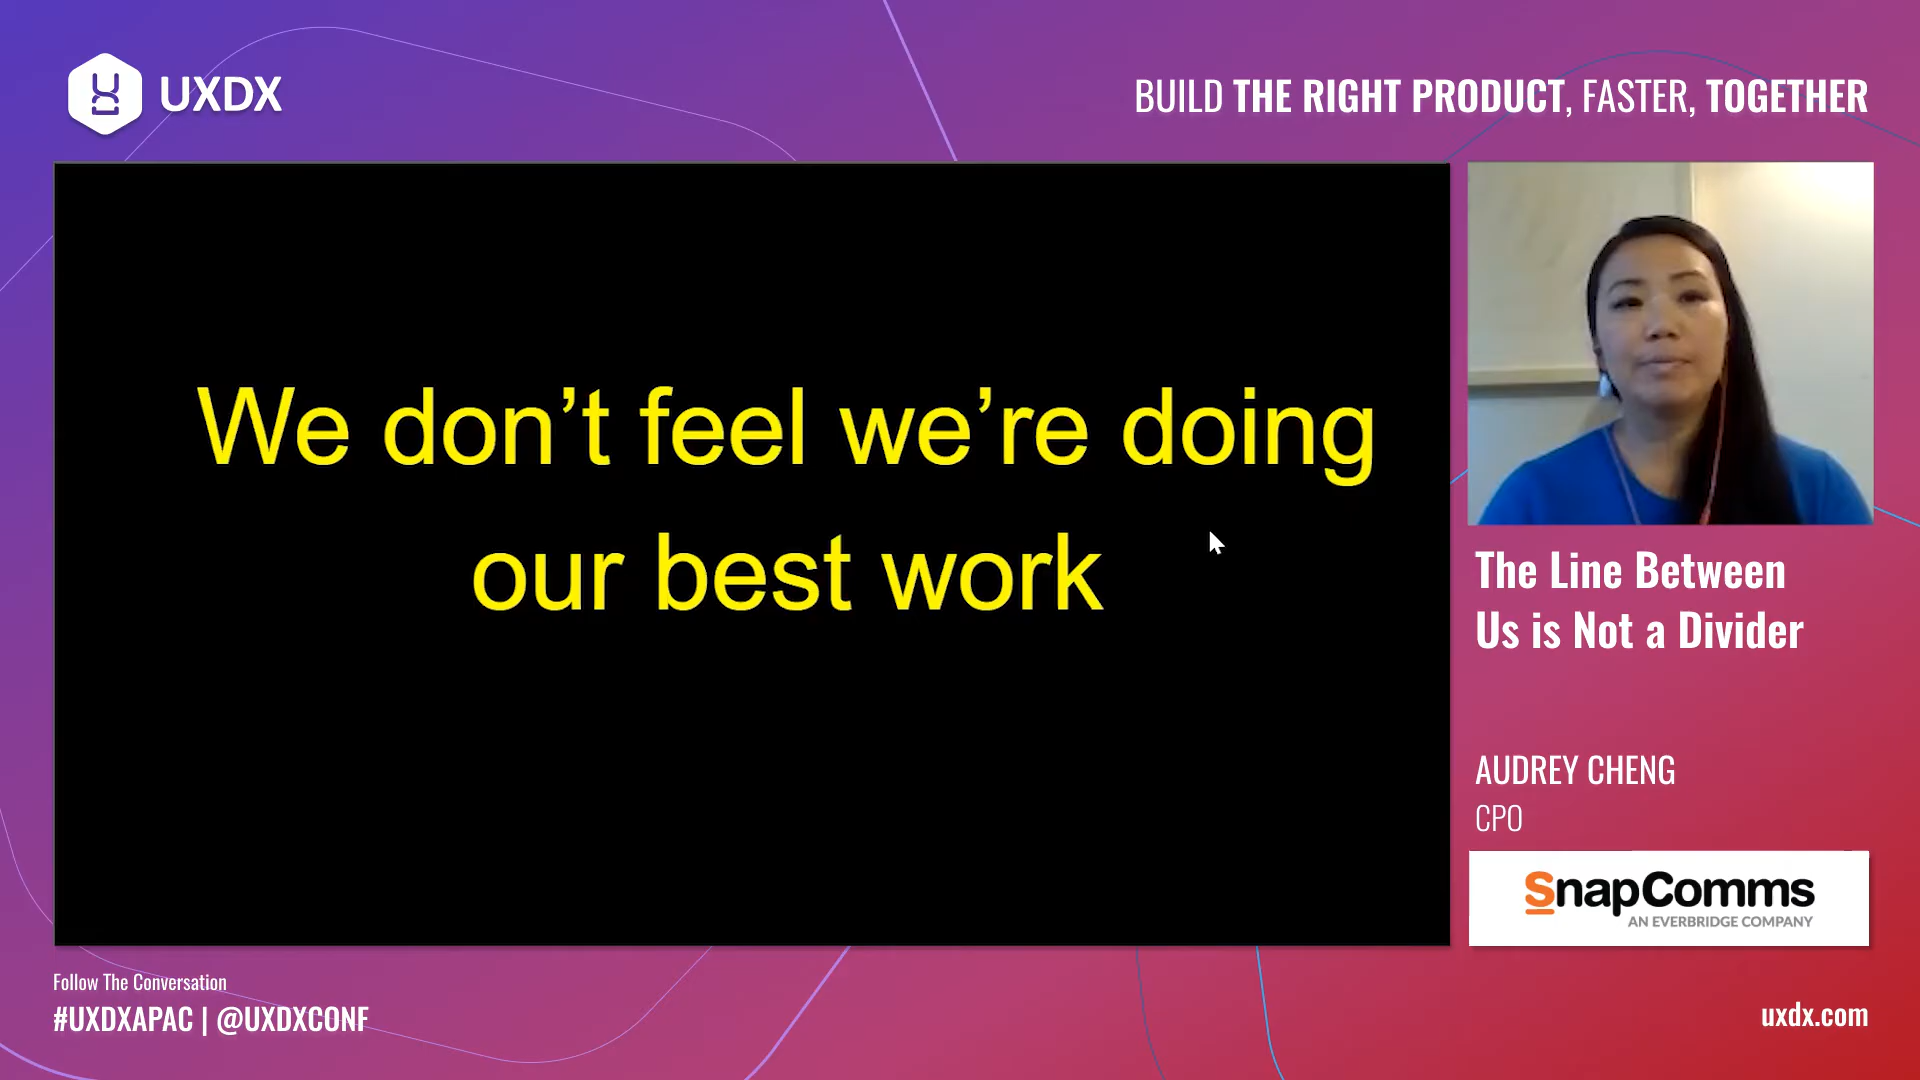 UXDX
BUILD THE RIGHT PRODUCT, FASTER, TOGETHER
We don’t feel we’re doing
our best work
The Line Between
Us is Not a Divider
AUDREY CHENG
CPO
SnapComms
AN EVERBRIDGE COMPANY
Follow The Conversation
#UXDXAPAC | @UXDXCONF
uxdx.com